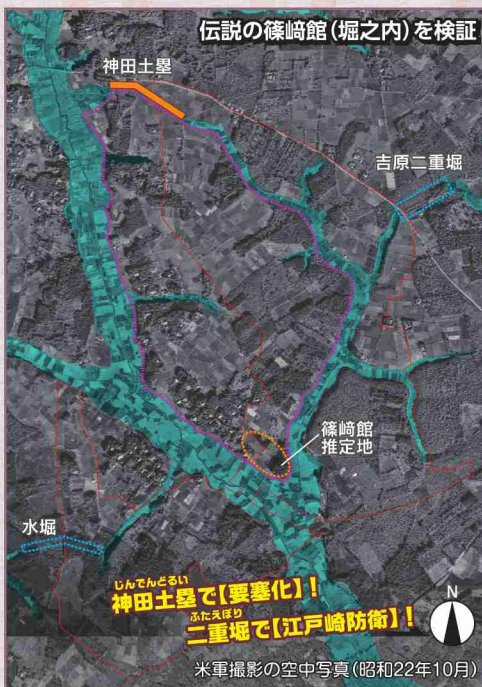 伝説の篠﨑館(堀之内)を検証
神田土塁
吉原二重堀
篠﨑館
推定地
水堀
じんでんどるい
神田土塁で【要塞化】!
ふたえぼり
二重堀で【江戸崎防衛】!
N
米軍撮影の空中写真(昭和22年10月)